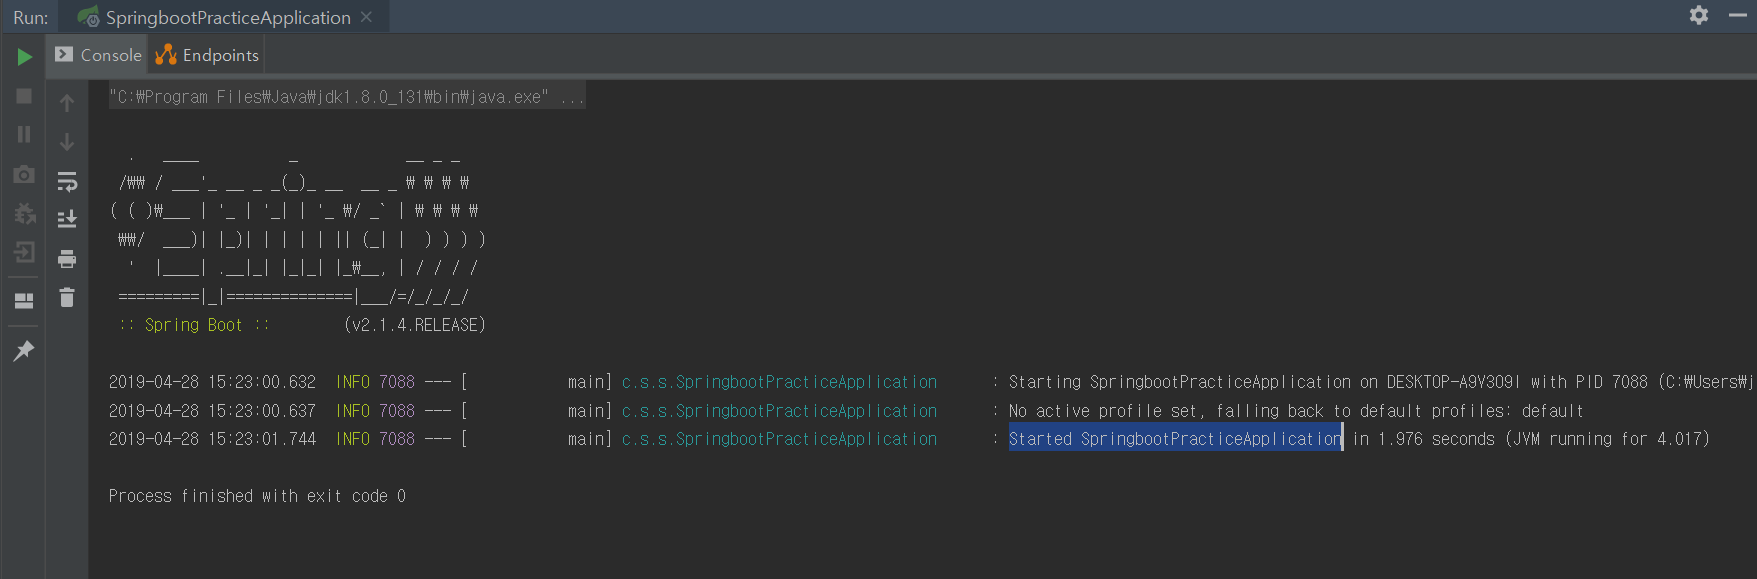 Run: SpringbootPracticeApplication
Console Endpoints
"C:₩Program Files₩Java₩jdk1.8.0_131₩bin₩java.exe" ...
  .   ____          _            __ _ _
 /₩₩ / ___'_ __ _ _(_)_ __  __ _ ₩ ₩ ₩ ₩
( ( )₩___ | '_ | '_| | '_ ₩/ _` | ₩ ₩ ₩ ₩
 ₩₩/  ___)| |_)| | | | | || (_| |  ) ) ) )
  '  |____| .__|_| |_|_| |_₩__, | / / / /
 =========|_|==============|___/=/_/_/_/
 :: Spring Boot ::        (v2.1.4.RELEASE)
2019-04-28 15:23:00.632  INFO 7088 --- [           main] c.s.s.SpringbootPracticeApplication      : Starting SpringbootPracticeApplication on DESKTOP-A9V3O9I with PID 7088 (C:₩Users₩j
2019-04-28 15:23:00.637  INFO 7088 --- [           main] c.s.s.SpringbootPracticeApplication      : No active profile set, falling back to default profiles: default
2019-04-28 15:23:01.744  INFO 7088 --- [           main] c.s.s.SpringbootPracticeApplication      : Started SpringbootPracticeApplication in 1.976 seconds (JVM running for 4.017)
Process finished with exit code 0